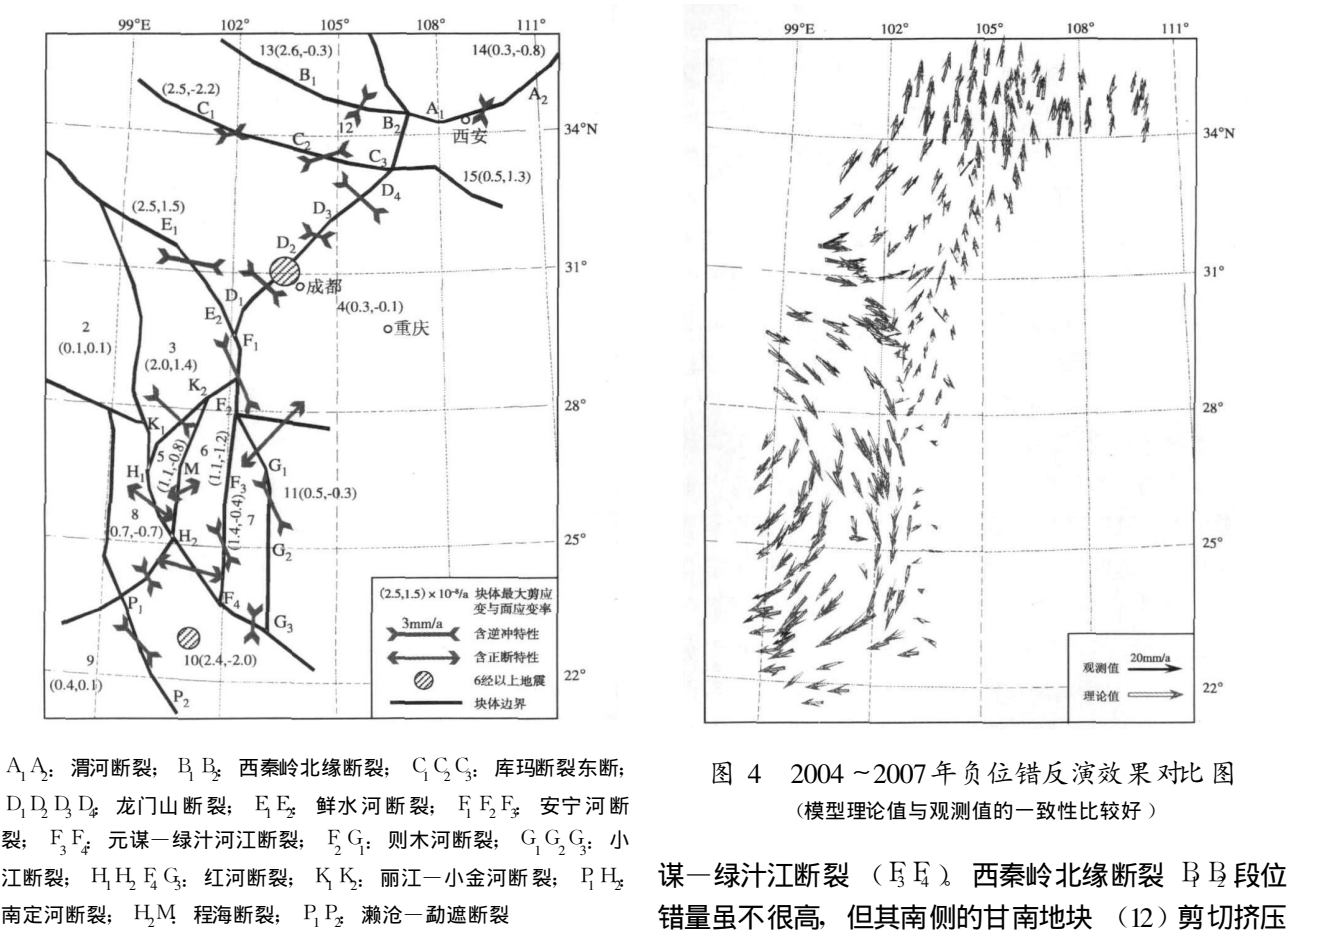 99°E 102° 105° 108° 111°
13(2.6,-0.3)
14(0.3,-0.8)
B₁
(2.5,-2.2)
A₂
C₁
A₁
12
B₂
西安
34°N
C₂
C₃
15(0.5,1.3)
D₄
(2.5,1.5)
D₃
E₁
D₂
31°
成都
D₁
4(0.3,-0.1)
E₂
重庆
2
F₁
(0.1,0.1)
3
(2.0,1.4)
K₂
F₂
28°
K₁
5
6
(1.1,-0.8)
(1.1,-1.2)
H₁
M
G₁
F₃
11(0.5,-0.3)
8
(1.4,-0.4)
7
0.7,-0.7)
H₂
25°
G₂
F₄
P₁
G₃
9
10(2.4,-2.0)
22°
(0.4,0.1)
P₂
(2.5,1.5)×10⁻⁸/a 块体最大剪应
变与面应变率
3mm/a
含逆冲特性
含正断特性
6经以上地震
块体边界
A₁A₂: 渭河断裂; B₁B₂: 西秦岭北缘断裂; C₁C₂C₃: 库玛断裂东断;
D₁D₂D₃D₄: 龙门山断裂; E₁E₂: 鲜水河断裂; F₁F₂F₃: 安宁河断
裂; F₃F₄: 元谋—绿汁河江断裂; F₂G₁: 则木河断裂; G₁G₂G₃: 小
江断裂; H₁H₂F₄G₃: 红河断裂; K₁K₂: 丽江—小金河断裂; P₁H₂:
南定河断裂; H₂M: 程海断裂; P₁P₂: 濑沧—勐遮断裂
99°E 102° 105° 108° 111°
34°N
31°
28°
25°
22°
观测值 20mm/a
理论值
图 4 2004～2007年负位错反演效果对比图
(模型理论值与观测值的一致性比较好)
谋—绿汁江断裂 (F₃F₄)。西秦岭北缘断裂 B₁B₂段位
错量虽不很高, 但其南侧的甘南地块 (12) 剪切挤压